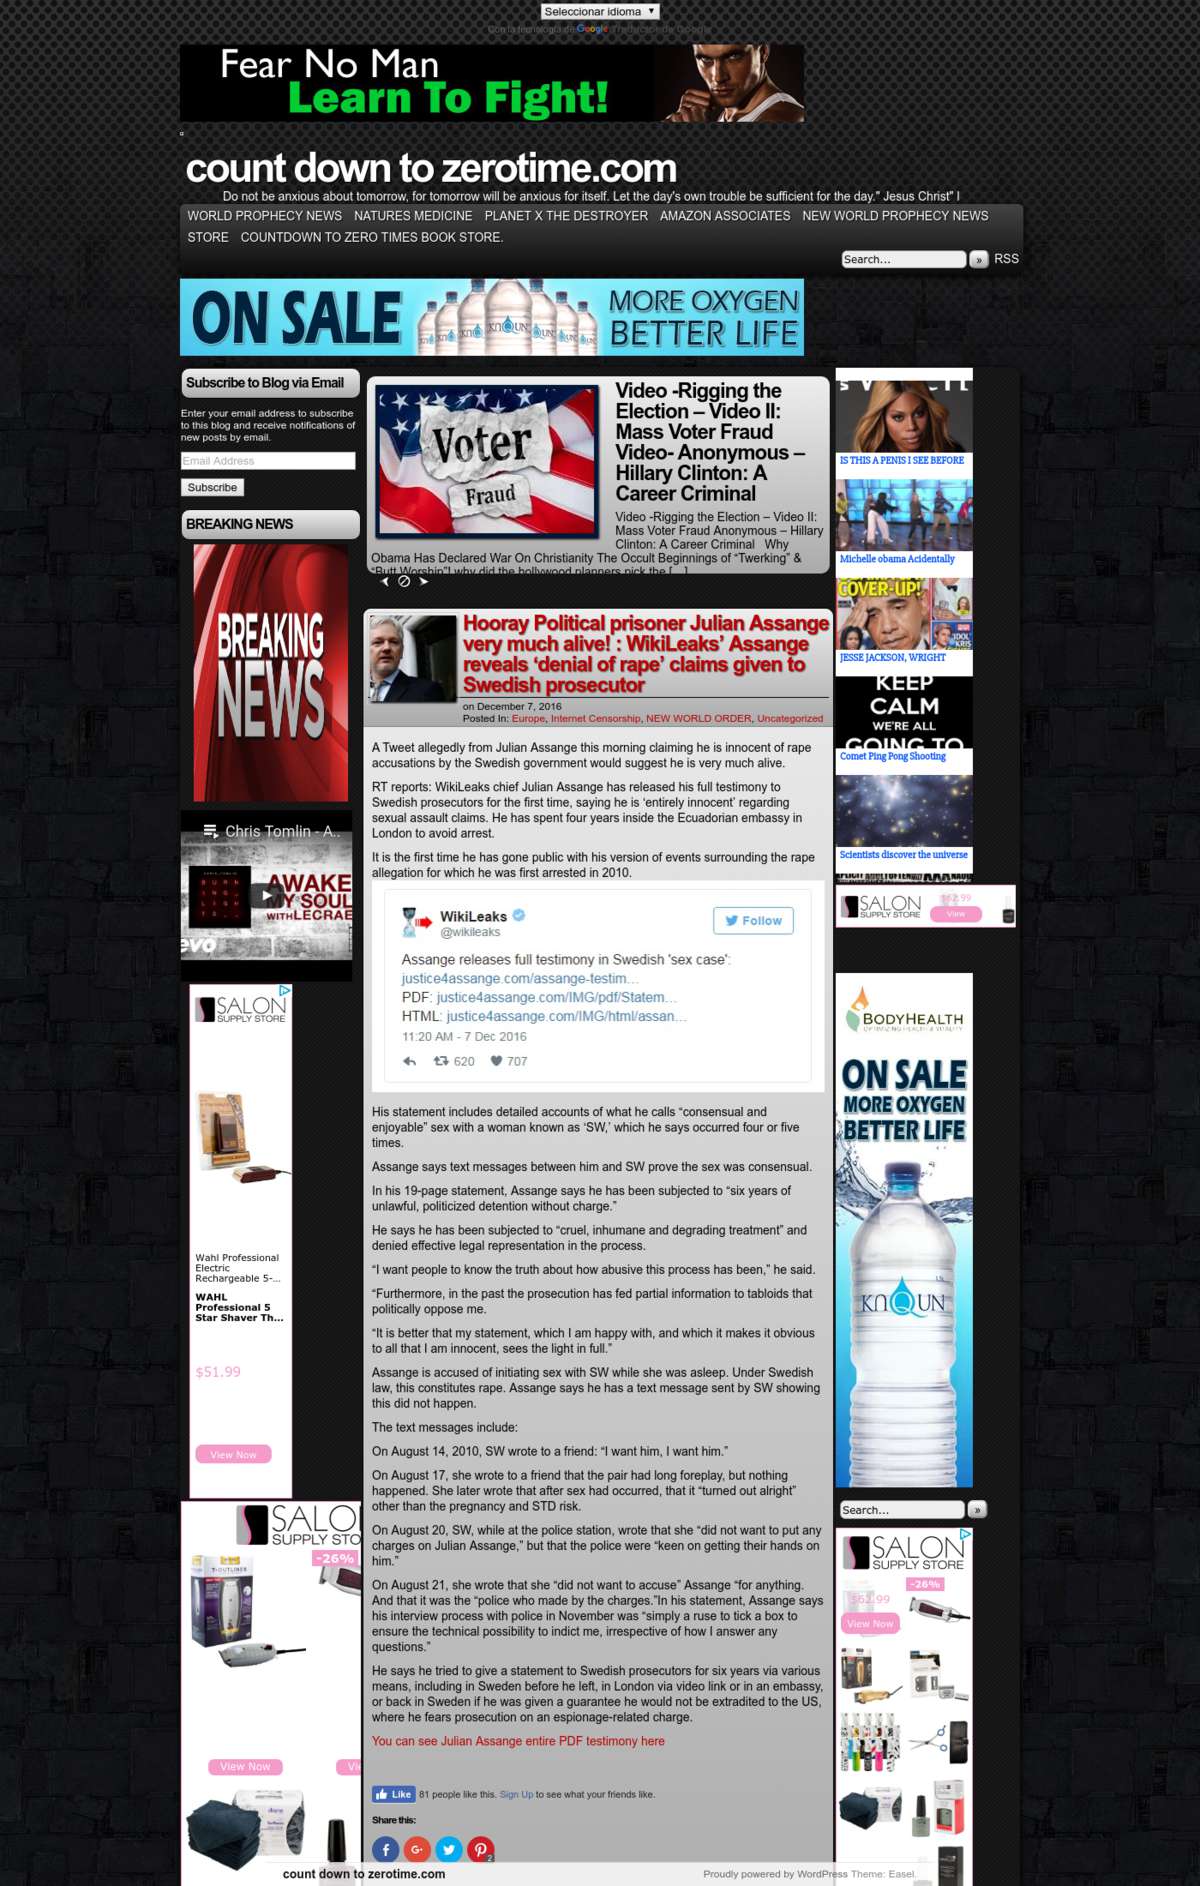 Seleccionar idioma
Con la tecnología de Google Traductor de Google
Fear No Man
Learn To Fight!
count down to zerotime.com
Do not be anxious about tomorrow, for tomorrow will be anxious for itself. Let the day's own trouble be sufficient for the day." Jesus Christ" I
WORLD PROPHECY NEWS NATURES MEDICINE PLANET X THE DESTROYER AMAZON ASSOCIATES NEW WORLD PROPHECY NEWS
STORE COUNTDOWN TO ZERO TIMES BOOK STORE.
Search... » RSS
ON SALE
KAQUN
MORE OXYGEN
BETTER LIFE
Subscribe to Blog via Email
Enter your email address to subscribe
to this blog and receive notifications of
new posts by email.
Email Address
Subscribe
BREAKING NEWS
BREAKING
NEWS
Chris Tomlin - A..
AWAKE
MY SOUL
WITH LECRAE
evo
SALON
SUPPLY STORE
Wahl Professional
Electric
Rechargeable 5-...
WAHL
Professional 5
Star Shaver Th...
$51.99
View Now
SALO
SUPPLY STO
-26%
T-OUTLINER
View Now
Vie
Voter
Fraud
Video -Rigging the
Election – Video II:
Mass Voter Fraud
Video- Anonymous –
Hillary Clinton: A
Career Criminal
Video -Rigging the Election – Video II:
Mass Voter Fraud Anonymous – Hillary
Clinton: A Career Criminal Why
Obama Has Declared War On Christianity The Occult Beginnings of “Twerking” &
“Butt Worship”! why did the hollywood planners pick the [...]
Hooray Political prisoner Julian Assange
very much alive! : WikiLeaks’ Assange
reveals ‘denial of rape’ claims given to
Swedish prosecutor
on December 7, 2016
Posted In: Europe, Internet Censorship, NEW WORLD ORDER, Uncategorized
A Tweet allegedly from Julian Assange this morning claiming he is innocent of rape
accusations by the Swedish government would suggest he is very much alive.
RT reports: WikiLeaks chief Julian Assange has released his full testimony to
Swedish prosecutors for the first time, saying he is ‘entirely innocent’ regarding
sexual assault claims. He has spent four years inside the Ecuadorian embassy in
London to avoid arrest.
It is the first time he has gone public with his version of events surrounding the rape
allegation for which he was first arrested in 2010.
WikiLeaks
@wikileaks
Follow
Assange releases full testimony in Swedish 'sex case':
justice4assange.com/assange-testim...
PDF: justice4assange.com/IMG/pdf/Statem...
HTML: justice4assange.com/IMG/html/assan...
11:20 AM - 7 Dec 2016
620 707
His statement includes detailed accounts of what he calls “consensual and
enjoyable” sex with a woman known as ‘SW,’ which he says occurred four or five
times.
Assange says text messages between him and SW prove the sex was consensual.
In his 19-page statement, Assange says he has been subjected to “six years of
unlawful, politicized detention without charge.”
He says he has been subjected to “cruel, inhumane and degrading treatment” and
denied effective legal representation in the process.
“I want people to know the truth about how abusive this process has been,” he said.
“Furthermore, in the past the prosecution has fed partial information to tabloids that
politically oppose me.
“It is better that my statement, which I am happy with, and which it makes it obvious
to all that I am innocent, sees the light in full.”
Assange is accused of initiating sex with SW while she was asleep. Under Swedish
law, this constitutes rape. Assange says he has a text message sent by SW showing
this did not happen.
The text messages include:
On August 14, 2010, SW wrote to a friend: “I want him, I want him.”
On August 17, she wrote to a friend that the pair had long foreplay, but nothing
happened. She later wrote that after sex had occurred, that it “turned out alright”
other than the pregnancy and STD risk.
On August 20, SW, while at the police station, wrote that she “did not want to put any
charges on Julian Assange,” but that the police were “keen on getting their hands on
him.”
On August 21, she wrote that she “did not want to accuse” Assange “for anything.
And that it was the “police who made by the charges.”In his statement, Assange says
his interview process with police in November was “simply a ruse to tick a box to
ensure the technical possibility to indict me, irrespective of how I answer any
questions.”
He says he tried to give a statement to Swedish prosecutors for six years via various
means, including in Sweden before he left, in London via video link or in an embassy,
or back in Sweden if he was given a guarantee he would not be extradited to the US,
where he fears prosecution on an espionage-related charge.
You can see Julian Assange entire PDF testimony here
Like 81 people like this. Sign Up to see what your friends like.
Share this:
2
IS THIS A PENIS I SEE BEFORE
Michelle obama Acidentally
COVER-UP!
JESSE JACKSON, WRIGHT
KEEP
CALM
WE'RE ALL
GOING TO
Comet Ping Pong Shooting
Scientists discover the universe
SALON
SUPPLY STORE
$62.99
View
BODYHEALTH
OPTIMIZING HEALTH & VITALITY
ON SALE
MORE OXYGEN
BETTER LIFE
KAQUN
Search... »
SALON
SUPPLY STORE
-26%
$62.99
View Now
count down to zerotime.com
Proudly powered by WordPress Theme: Easel.